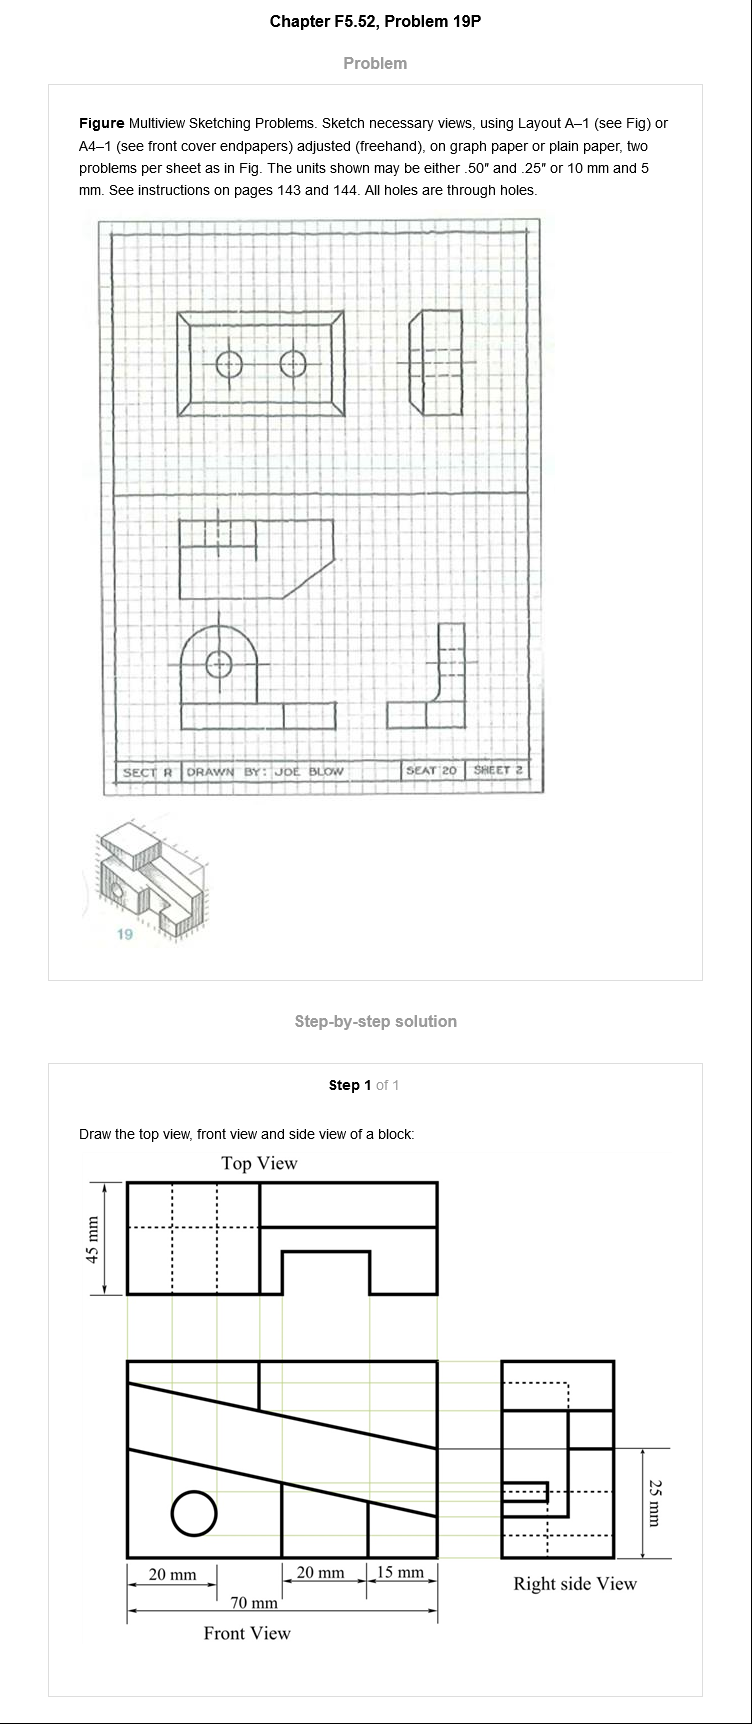 Chapter F5.52, Problem 19P
Problem
Figure Multiview Sketching Problems. Sketch necessary views, using Layout A–1 (see Fig) or
A4–1 (see front cover endpapers) adjusted (freehand), on graph paper or plain paper, two
problems per sheet as in Fig. The units shown may be either .50″ and .25″ or 10 mm and 5
mm. See instructions on pages 143 and 144. All holes are through holes.
SECT R DRAWN BY: JOE BLOW SEAT 20 SHEET 2
19
Step-by-step solution
Step 1 of 1
Draw the top view, front view and side view of a block:
Top View
45 mm
25 mm
20 mm 20 mm 15 mm
70 mm
Right side View
Front View